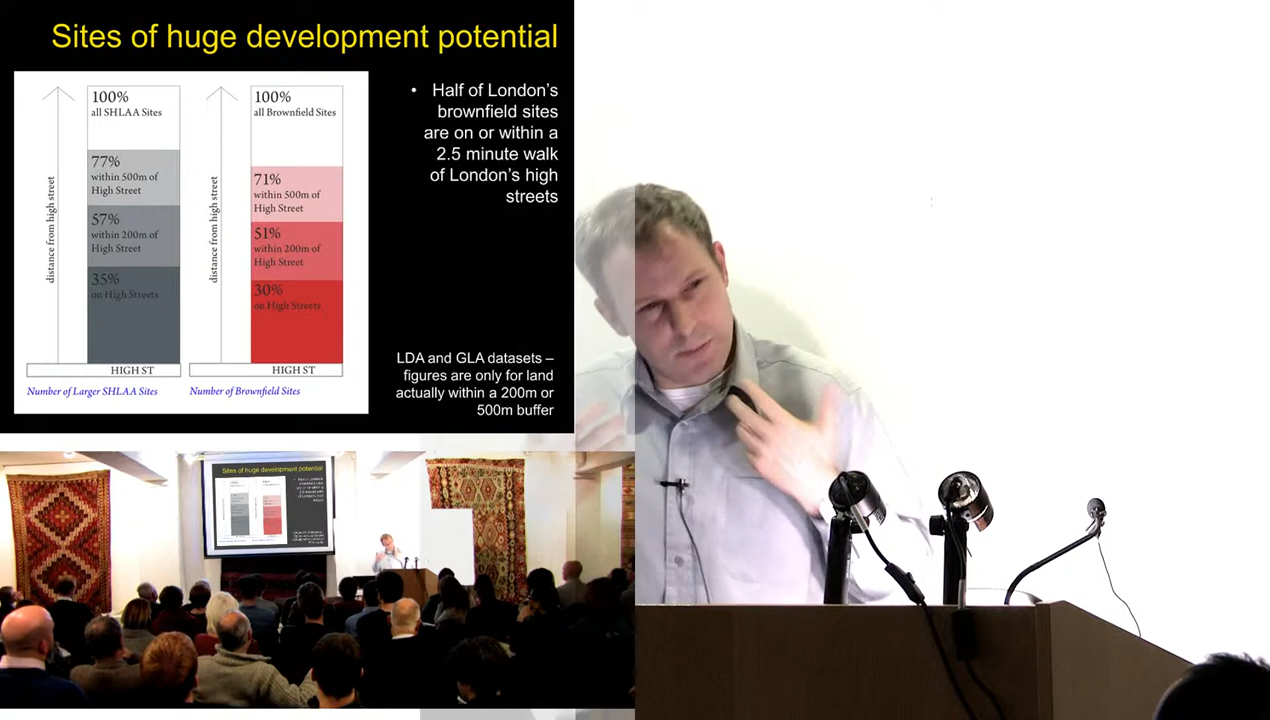 Sites of huge development potential
100%
all SHLAA Sites
77%
within 500m of
High Street
57%
within 200m of
High Street
35%
on High Streets
distance from high street
HIGH ST
Number of Larger SHLAA Sites
100%
all Brownfield Sites
71%
within 500m of
High Street
51%
within 200m of
High Street
30%
on High Streets
distance from high street
HIGH ST
Number of Brownfield Sites
• Half of London's
brownfield sites
are on or within a
2.5 minute walk
of London's high
streets
LDA and GLA datasets –
figures are only for land
actually within a 200m or
500m buffer
Sites of huge development potential